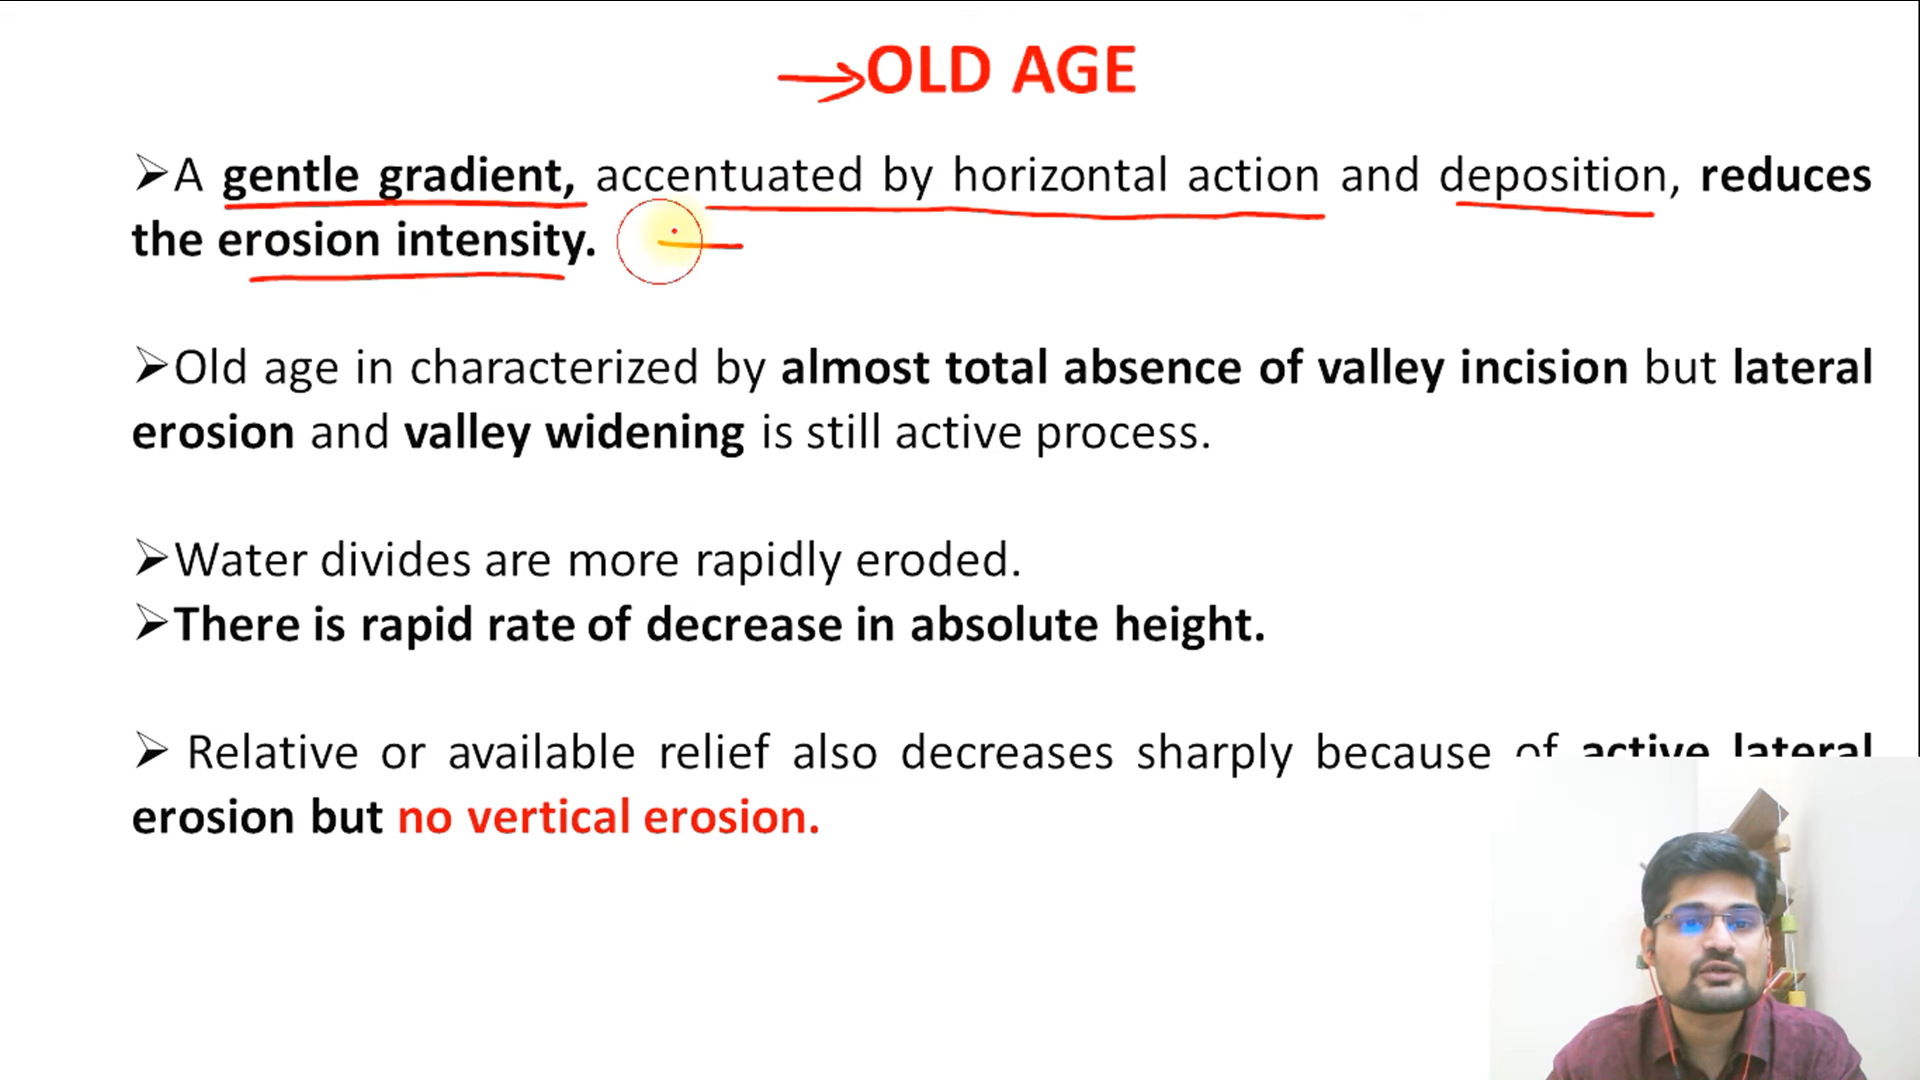 OLD AGE
➢A gentle gradient, accentuated by horizontal action and deposition, reduces
the erosion intensity.
➢Old age in characterized by almost total absence of valley incision but lateral
erosion and valley widening is still active process.
➢Water divides are more rapidly eroded.
➢There is rapid rate of decrease in absolute height.
➢ Relative or available relief also decreases sharply because of active lateral
erosion but no vertical erosion.